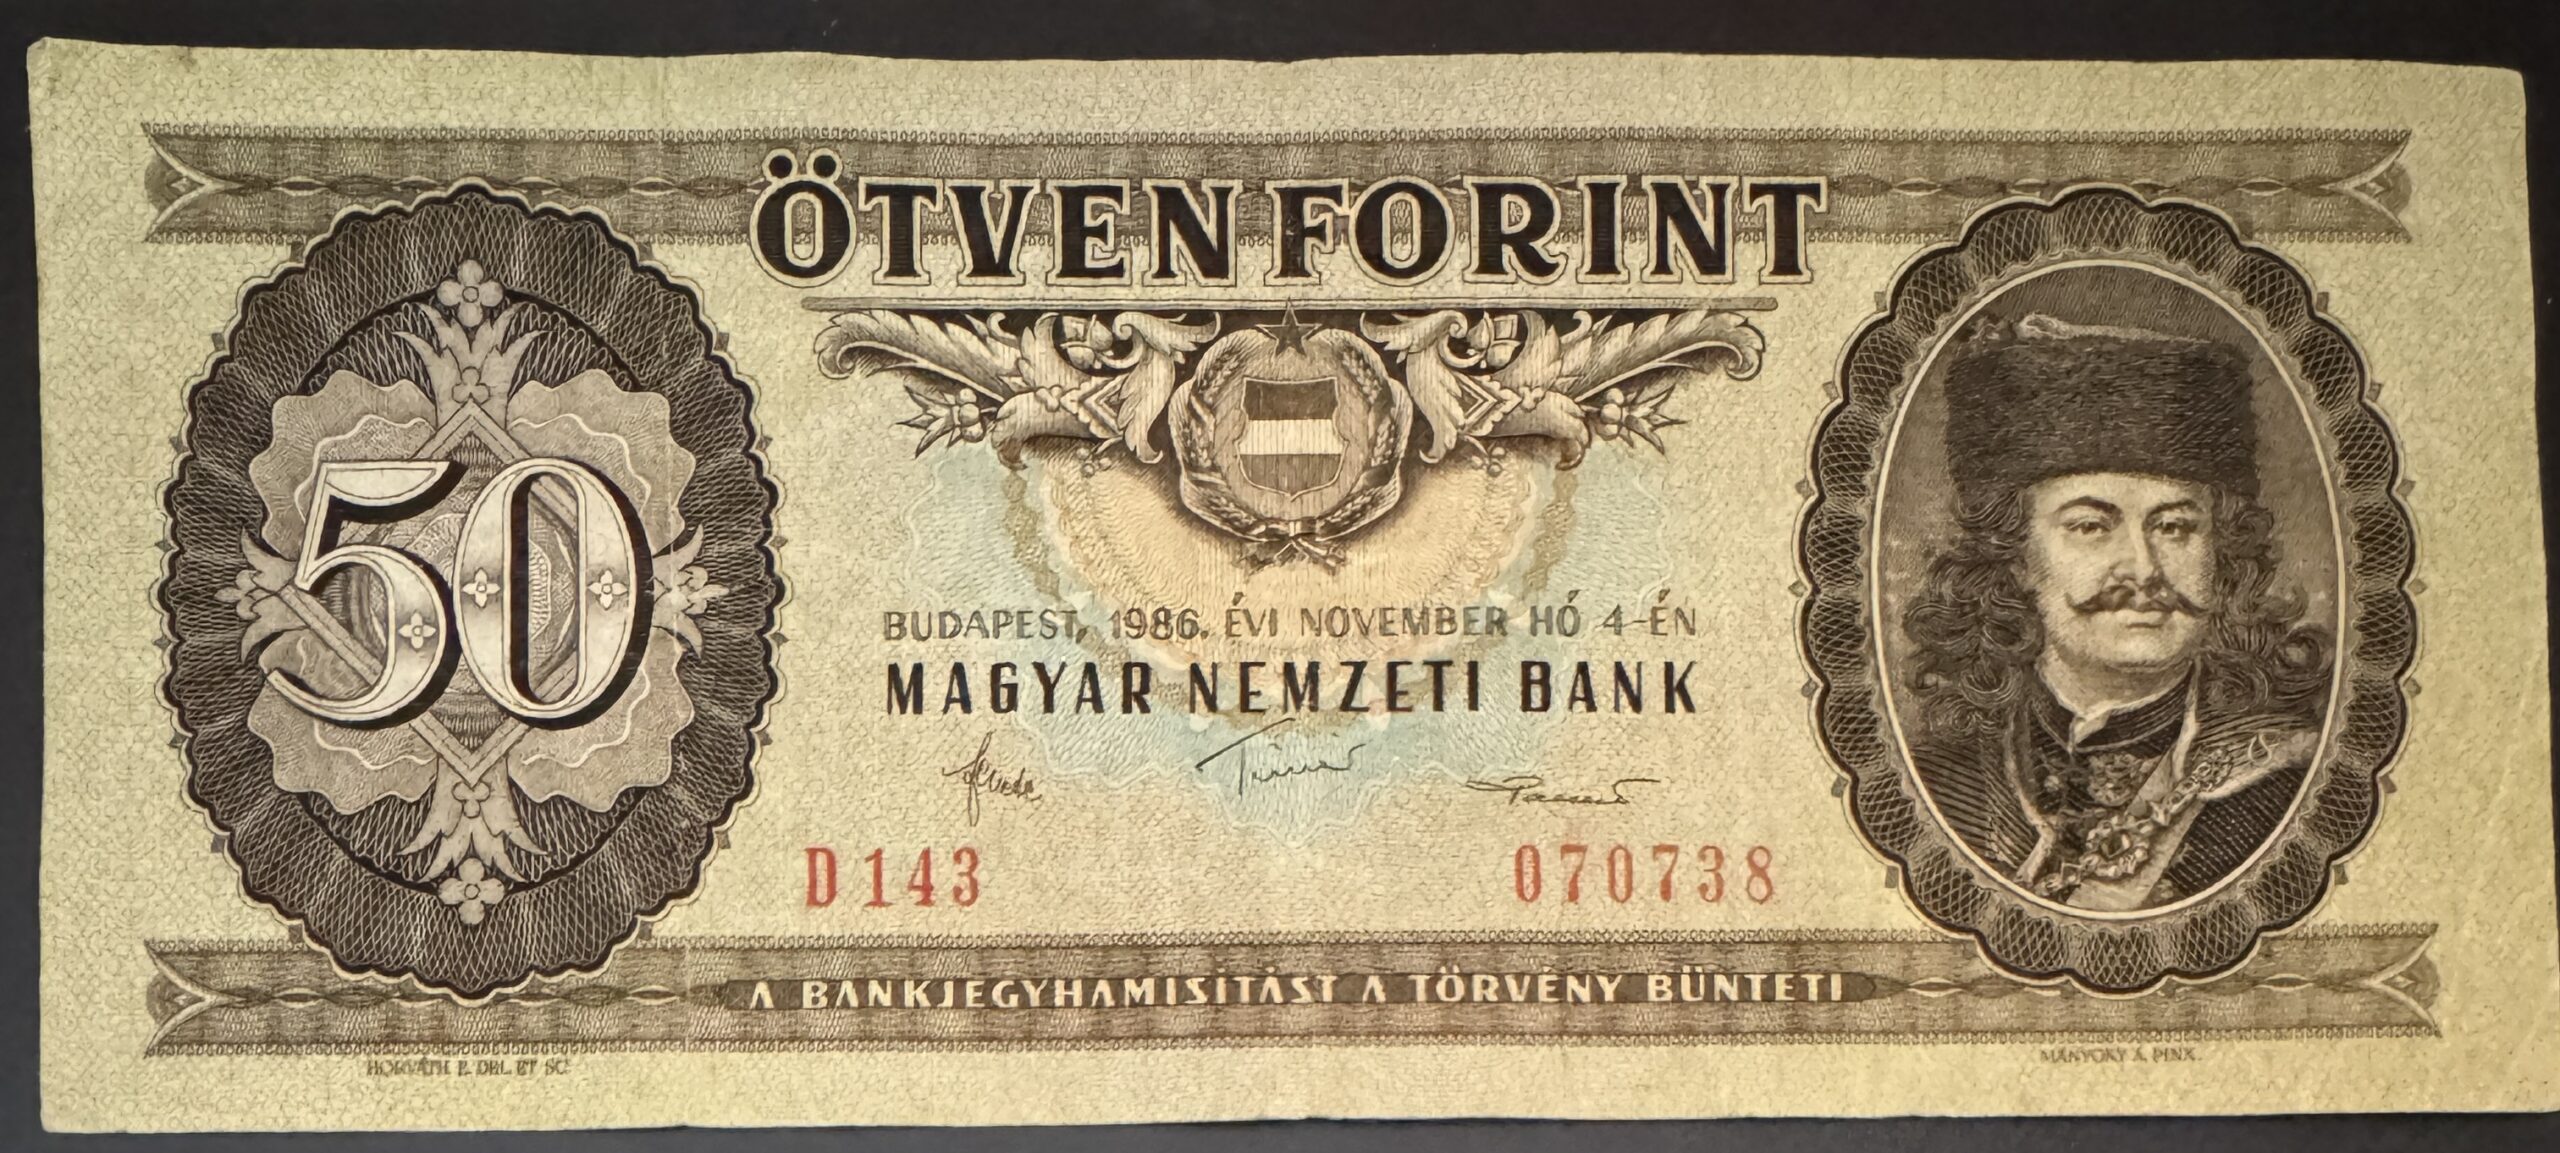 ÖTVEN FORINT
50
BUDAPEST, 1986. ÉVI NOVEMBER HÓ 4-ÉN
MAGYAR NEMZETI BANK
D 143 070738
A BANKJEGYHAMISÍTÁST A TÖRVÉNY BÜNTETI
HORVÁTH E. DEL. ET SC. MÁNYOKY Á. PINX.